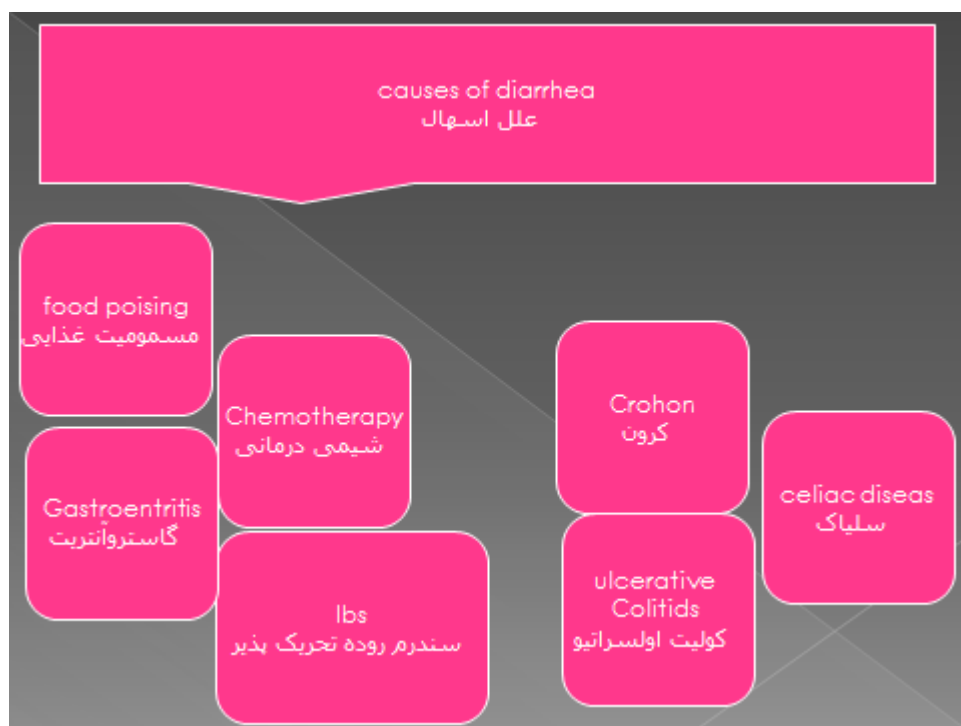 causes of diarrhea
علل اسهال
food poising
مسمومیت غذایی
Chemotherapy
شیمی درمانی
Gastroentritis
گاستروآنتریت
Ibs
سندرم روده تحریک پذیر
Crohon
کرون
ulcerative
Colitids
کولیت اولسراتیو
celiac diseas
سلیاک